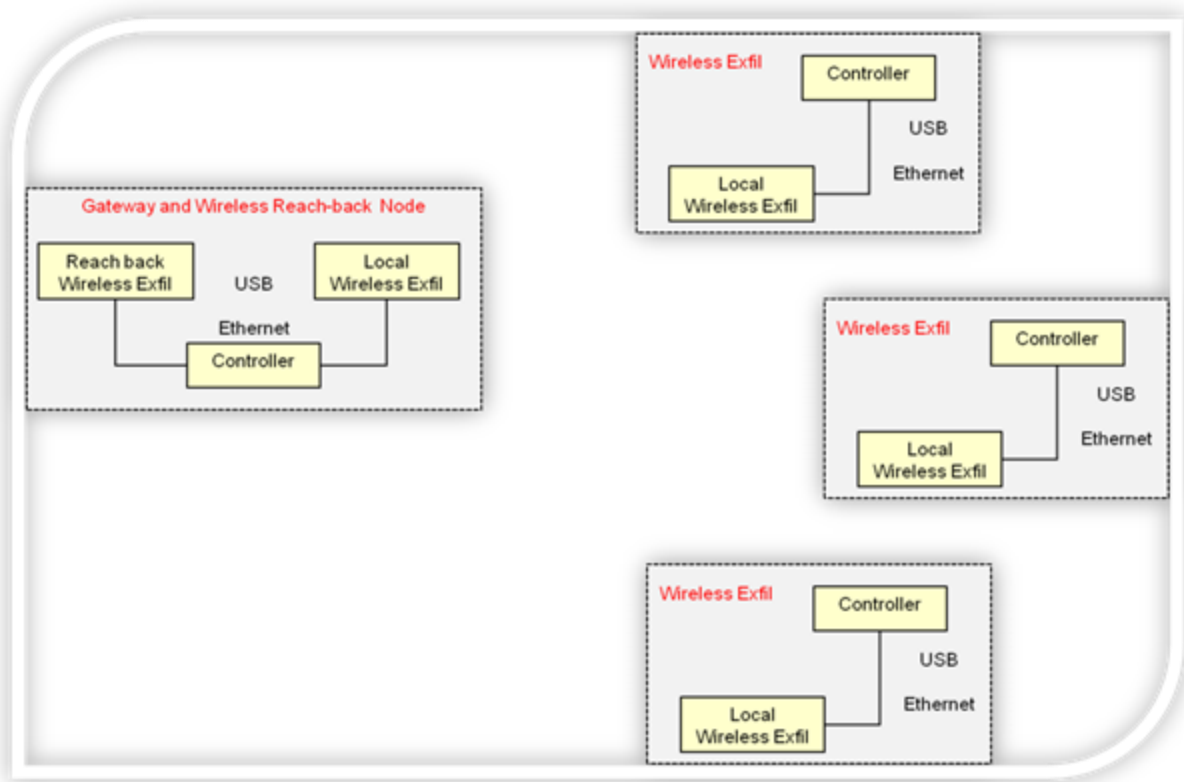 Wireless Exfil
Controller
USB
Ethernet
Local
Wireless Exfil
Gateway and Wireless Reach-back Node
Reach back
Wireless Exfil
USB
Local
Wireless Exfil
Ethernet
Controller
Wireless Exfil
Controller
USB
Ethernet
Local
Wireless Exfil
Wireless Exfil
Controller
USB
Ethernet
Local
Wireless Exfil